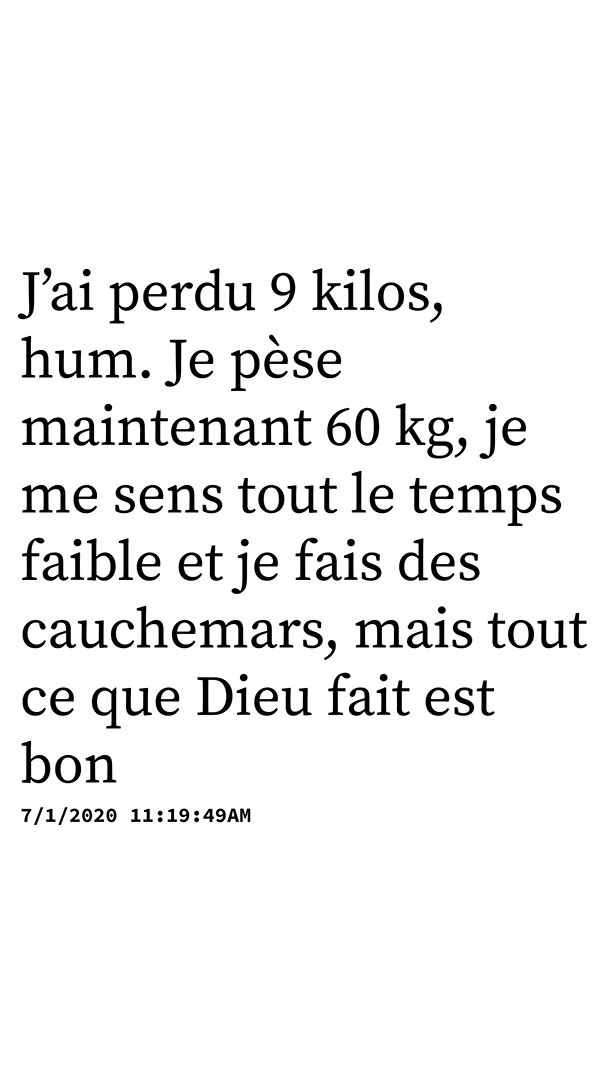 J’ai perdu 9 kilos,
hum. Je pèse
maintenant 60 kg, je
me sens tout le temps
faible et je fais des
cauchemars, mais tout
ce que Dieu fait est
bon
7/1/2020 11:19:49AM